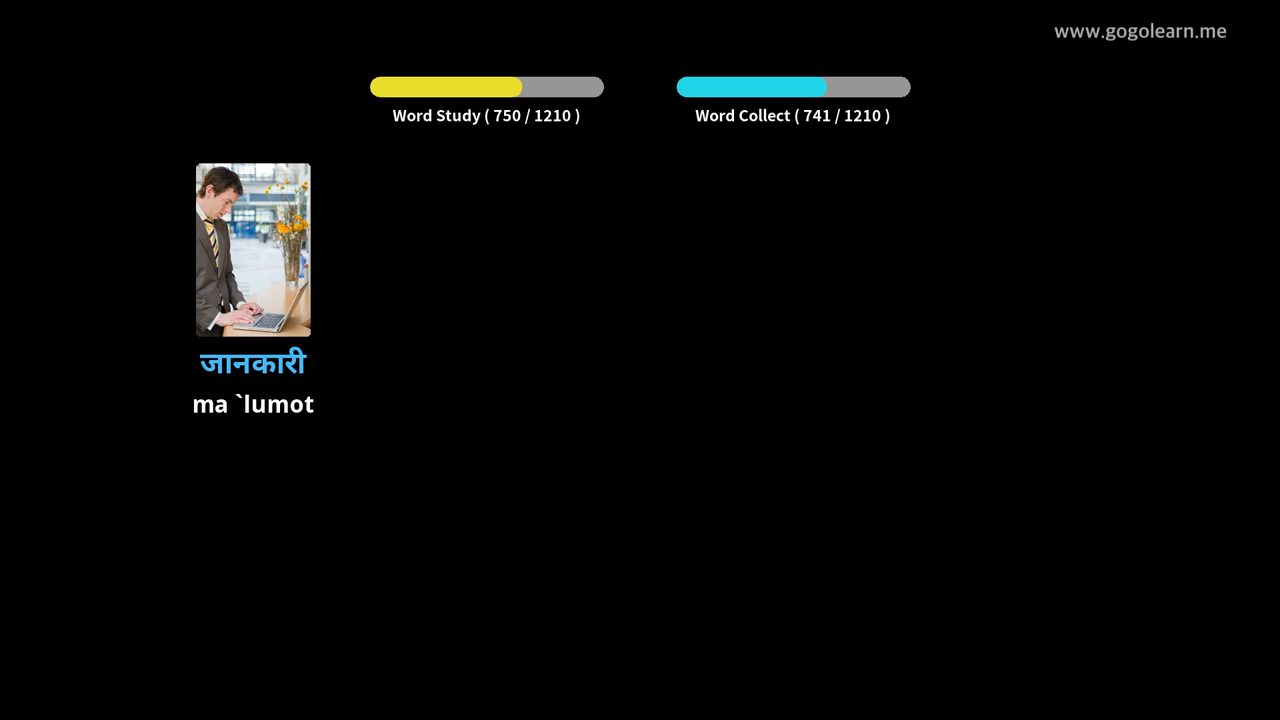 www.gogolearn.me
Word Study ( 750 / 1210 )
Word Collect ( 741 / 1210 )
जानकारी
ma `lumot